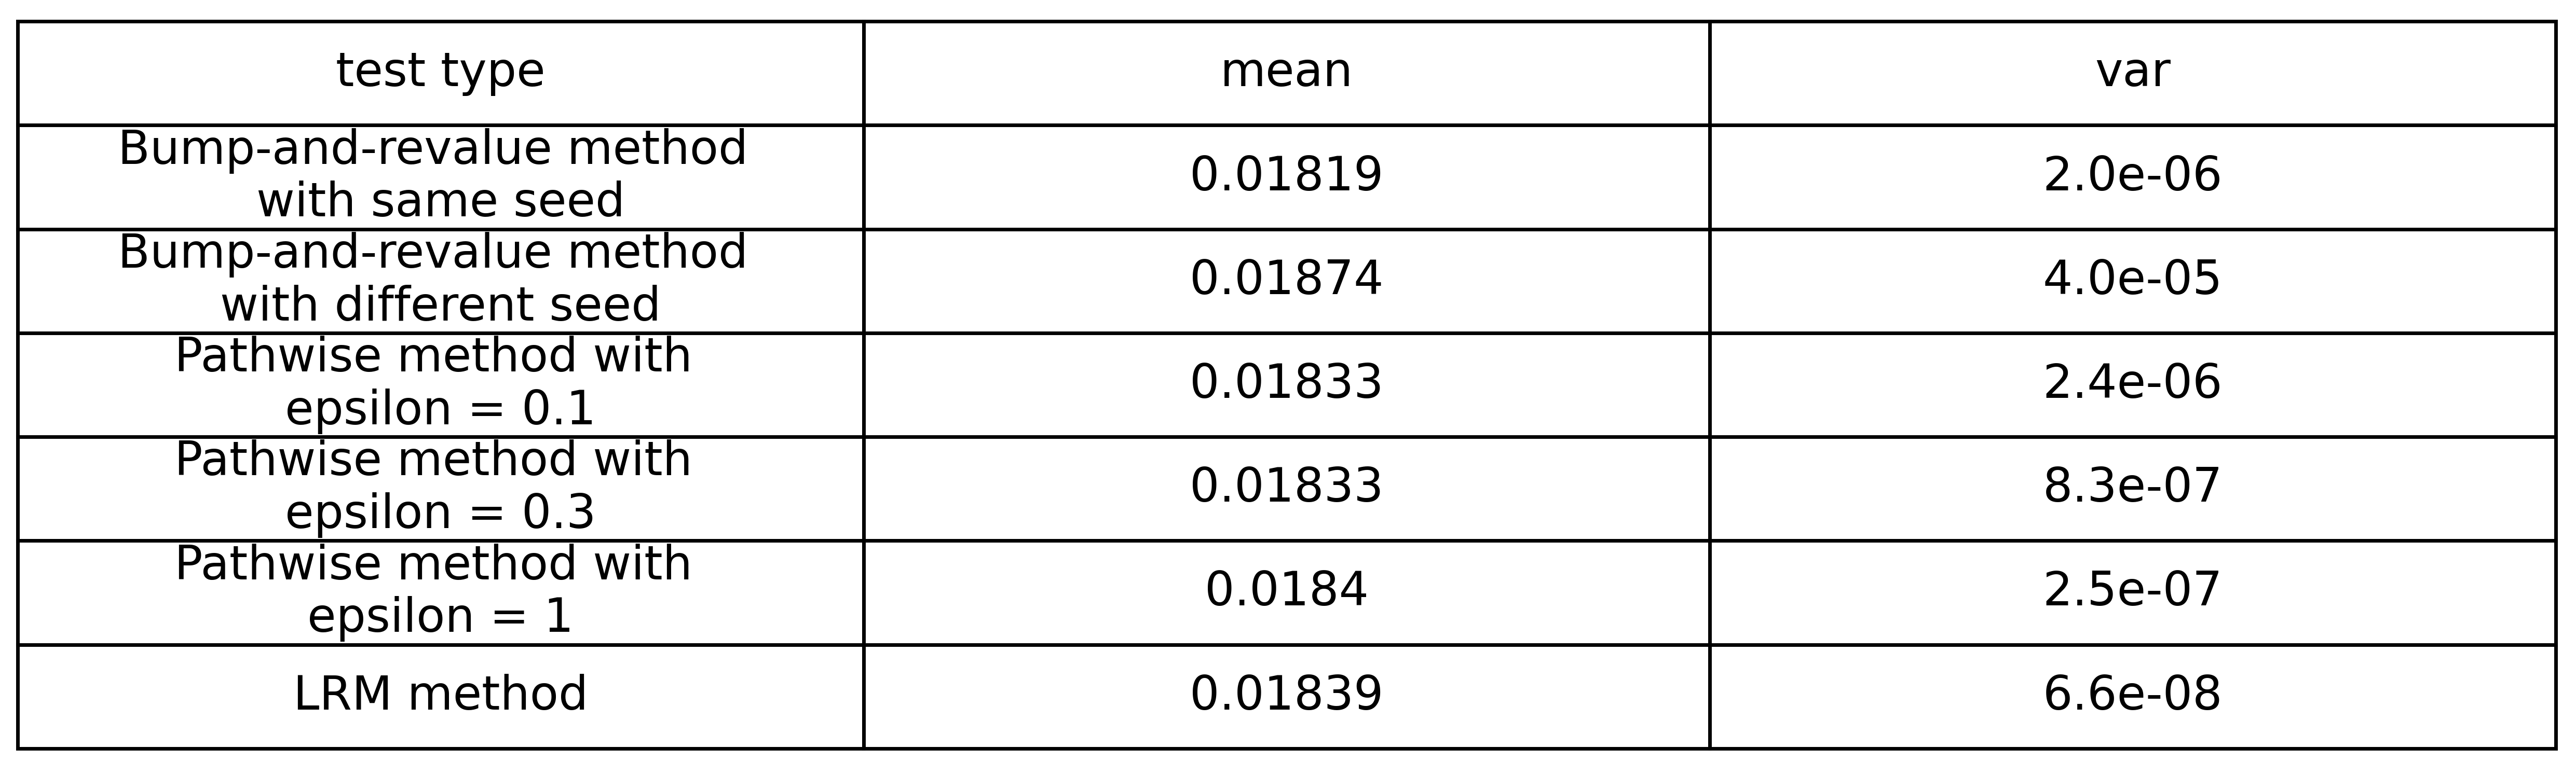 test type mean var
Bump-and-revalue method
with same seed 0.01819 2.0e-06
Bump-and-revalue method
with different seed 0.01874 4.0e-05
Pathwise method with
epsilon = 0.1 0.01833 2.4e-06
Pathwise method with
epsilon = 0.3 0.01833 8.3e-07
Pathwise method with
epsilon = 1 0.0184 2.5e-07
LRM method 0.01839 6.6e-08